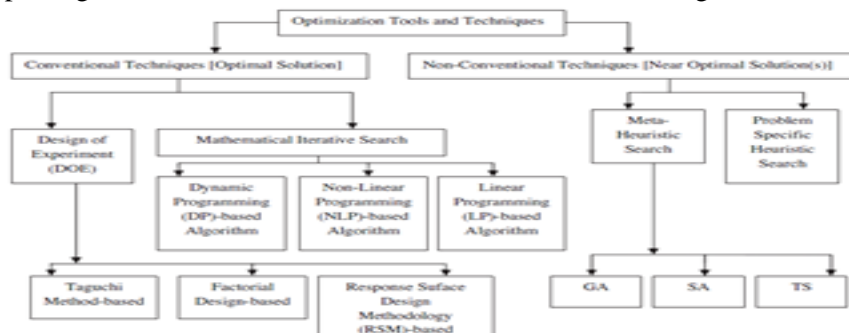 Optimization Tools and Techniques
Conventional Techniques [Optimal Solution]
Non-Conventional Techniques [Near Optimal Solution(s)]
Design of
Experiment
(DOE)
Mathematical Iterative Search
Meta-
Heuristic
Search
Problem
Specific
Heuristic
Search
Dynamic
Programming
(DP)-based
Algorithm
Non-Linear
Programming
(NLP)-based
Algorithm
Linear
Programming
(LP)-based
Algorithm
Taguchi
Method-based
Factorial
Design-based
Response Suface
Design
Methodology
(RSM)-based
GA
SA
TS